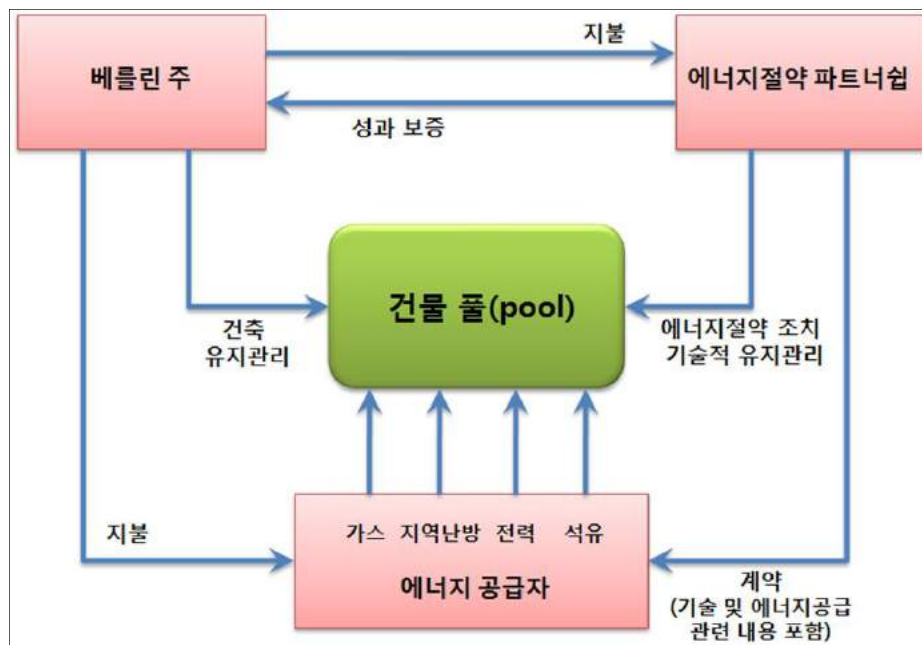 지불
베를린 주
에너지절약 파트너쉽
성과 보증
건물 풀(pool)
건축
유지관리
에너지절약 조치
기술적 유지관리
지불
가스 지역난방 전력 석유
에너지 공급자
계약
(기술 및 에너지공급
관련 내용 포함)